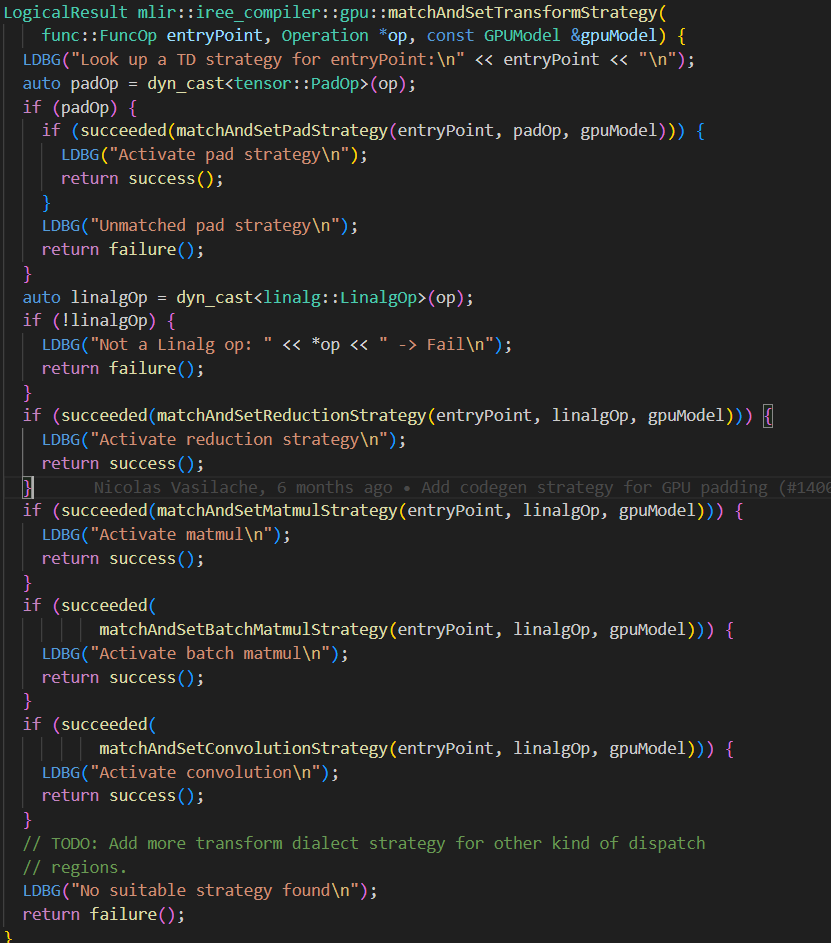 LogicalResult mlir::iree_compiler::gpu::matchAndSetTransformStrategy(
    func::FuncOp entryPoint, Operation *op, const GPUModel &gpuModel) {
  LDBG("Look up a TD strategy for entryPoint:\n" << entryPoint << "\n");
  auto padOp = dyn_cast<tensor::PadOp>(op);
  if (padOp) {
    if (succeeded(matchAndSetPadStrategy(entryPoint, padOp, gpuModel))) {
      LDBG("Activate pad strategy\n");
      return success();
    }
    LDBG("Unmatched pad strategy\n");
    return failure();
  }
  auto linalgOp = dyn_cast<linalg::LinalgOp>(op);
  if (!linalgOp) {
    LDBG("Not a Linalg op: " << *op << " -> Fail\n");
    return failure();
  }
  if (succeeded(matchAndSetReductionStrategy(entryPoint, linalgOp, gpuModel))) {
    LDBG("Activate reduction strategy\n");
    return success();
  }      Nicolas Vasilache, 6 months ago • Add codegen strategy for GPU padding (#1400
  if (succeeded(matchAndSetMatmulStrategy(entryPoint, linalgOp, gpuModel))) {
    LDBG("Activate matmul\n");
    return success();
  }
  if (succeeded(
          matchAndSetBatchMatmulStrategy(entryPoint, linalgOp, gpuModel))) {
    LDBG("Activate batch matmul\n");
    return success();
  }
  if (succeeded(
          matchAndSetConvolutionStrategy(entryPoint, linalgOp, gpuModel))) {
    LDBG("Activate convolution\n");
    return success();
  }
  // TODO: Add more transform dialect strategy for other kind of dispatch
  // regions.
  LDBG("No suitable strategy found\n");
  return failure();
}